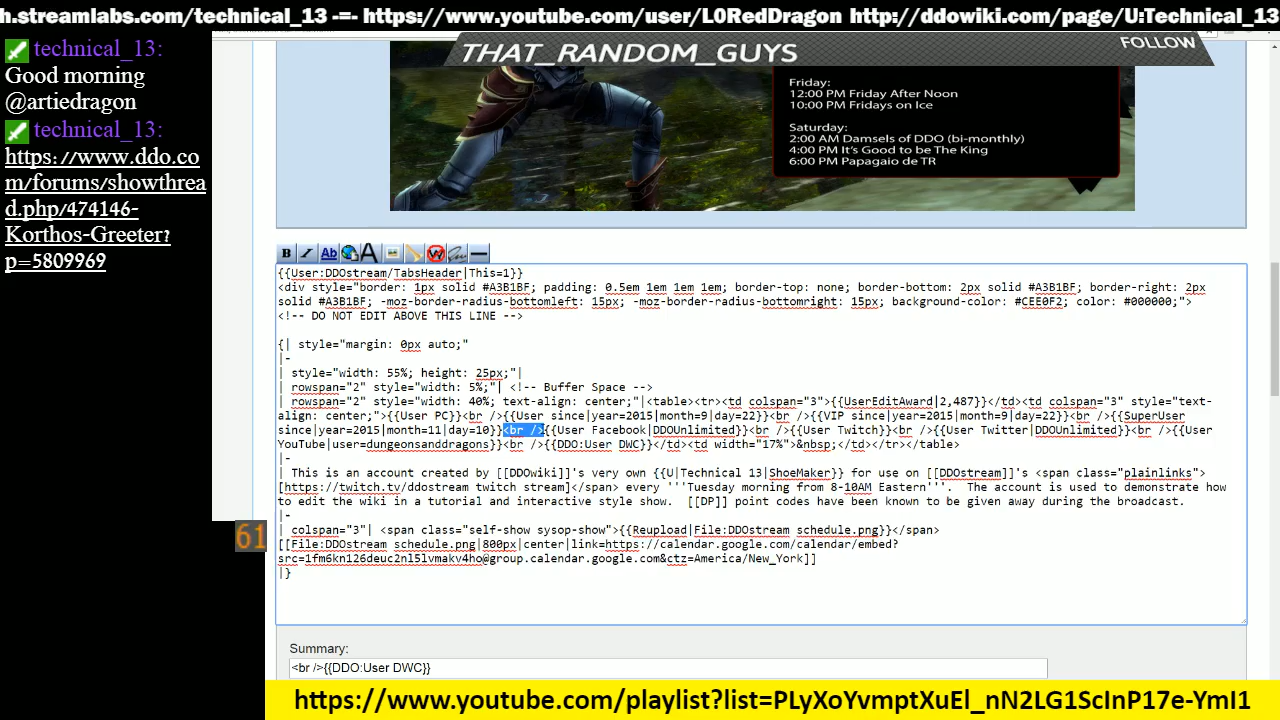 h.streamlabs.com/technical_13 -=- https://www.youtube.com/user/L0RedDragon http://ddowiki.com/page/U:Technical_13
technical_13:
Good morning
@artiedragon
technical_13:
https://www.ddo.co
m/forums/showthrea
d.php/474146-
Korthos-Greeter?
p=5809969
THAT_RANDOM_GUYS
FOLLOW
Friday:
12:00 PM Friday After Noon
10:00 PM Fridays on Ice
Saturday:
2:00 AM Damsels of DDO (bi-monthly)
4:00 PM It's Good to be The King
6:00 PM Papagaio de TR
B I Ab A W
{{User:DDOstream/TabsHeader|This=1}}
<div style="border: 1px solid #A3B1BF; padding: 0.5em 1em 1em 1em; border-top: none; border-bottom: 2px solid #A3B1BF; border-right: 2px
solid #A3B1BF; -moz-border-radius-bottomleft: 15px; -moz-border-radius-bottomright: 15px; background-color: #CEE0F2; color: #000000;">
<!-- DO NOT EDIT ABOVE THIS LINE -->
{| style="margin: 0px auto;"
|-
| style="width: 55%; height: 25px;"|
| rowspan="2" style="width: 5%;"| <!-- Buffer Space -->
| rowspan="2" style="width: 40%; text-align: center;"|<table><tr><td colspan="3">{{UserEditAward|2,487}}</td><td colspan="3" style="text-
align: center;">{{User PC}}<br />{{User since|year=2015|month=9|day=22}}<br />{{VIP since|year=2015|month=9|day=22}}<br />{{SuperUser
since|year=2015|month=11|day=10}}<br />{{User Facebook|DDOUnlimited}}<br />{{User Twitch}}<br />{{User Twitter|DDOUnlimited}}<br />{{User
YouTube|user=dungeonsanddragons}}<br />{{DDO:User DWC}}</td><td width="17%">&nbsp;</td></tr></table>
|-
| This is an account created by [[DDOwiki]]'s very own {{U|Technical 13|ShoeMaker}} for use on [[DDOstream]]'s <span class="plainlinks">
[https://twitch.tv/ddostream twitch stream]</span> every '''Tuesday morning from 8-10AM Eastern'''.  The account is used to demonstrate how
to edit the wiki in a tutorial and interactive style show.  [[DP]] point codes have been known to be given away during the broadcast.
|-
| colspan="3"| <span class="self-show sysop-show">{{Reupload|File:DDOstream schedule.png}}</span>
[[File:DDOstream schedule.png|800px|center|link=https://calendar.google.com/calendar/embed?
src=1fm6kn126deuc2nl5lvmakv4ho@group.calendar.google.com&ctz=America/New_York]]
|}
61
Summary:
<br />{{DDO:User DWC}}
https://www.youtube.com/playlist?list=PLyXoYvmptXuEl_nN2LG1ScInP17e-YmI1